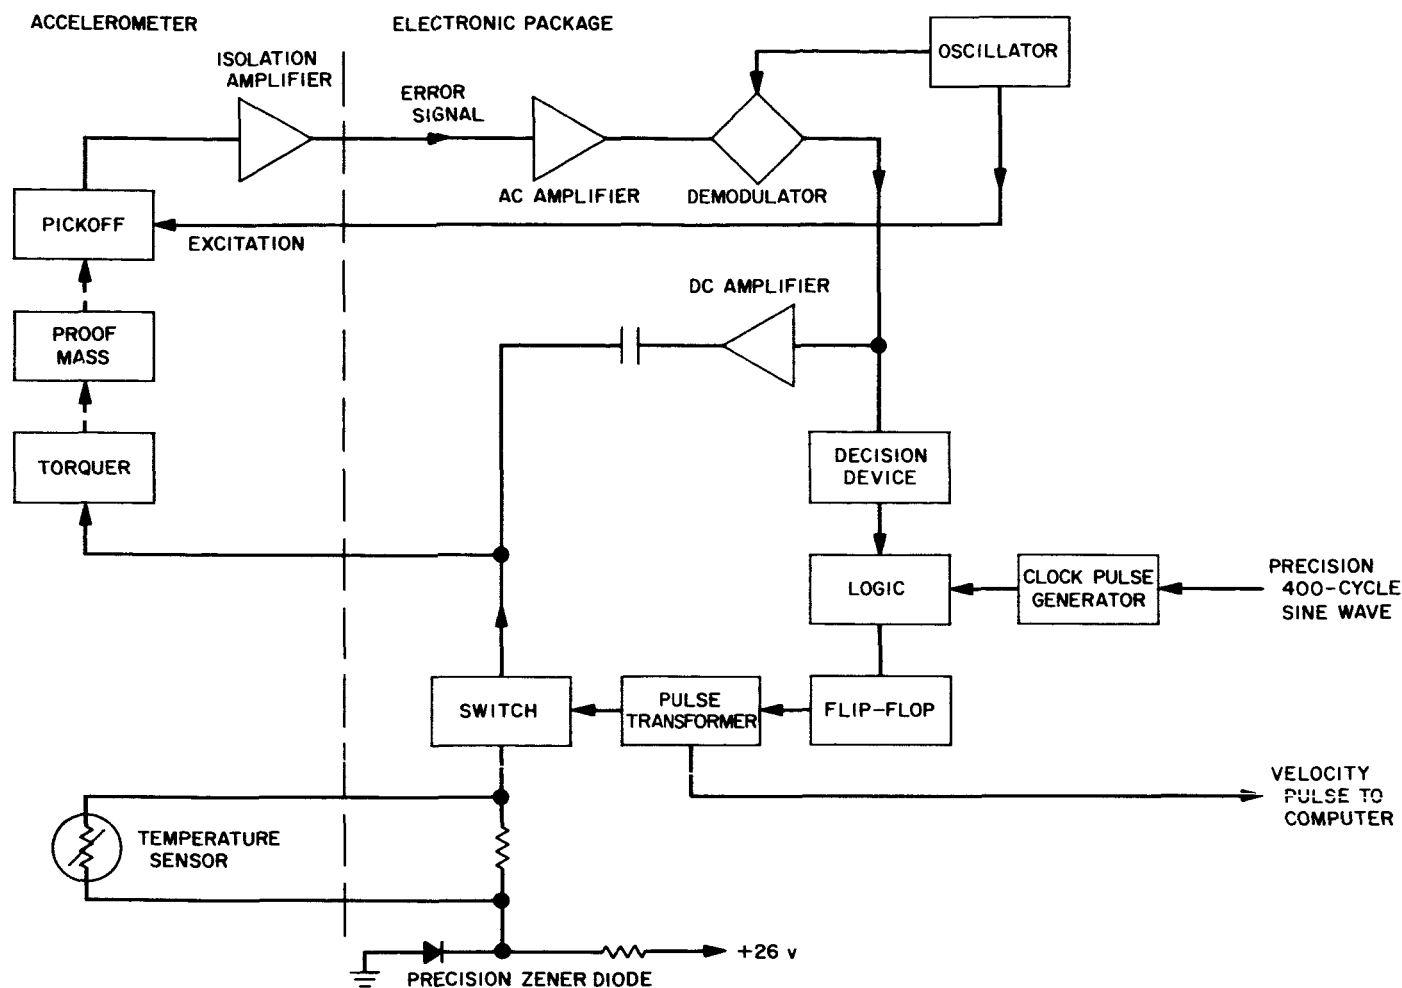 ACCELEROMETER
ELECTRONIC PACKAGE
OSCILLATOR
ISOLATION
AMPLIFIER
ERROR
SIGNAL
AC AMPLIFIER
DEMODULATOR
PICKOFF
EXCITATION
DC AMPLIFIER
PROOF
MASS
TORQUER
DECISION
DEVICE
LOGIC
CLOCK PULSE
GENERATOR
PRECISION
400-CYCLE
SINE WAVE
SWITCH
PULSE
TRANSFORMER
FLIP-FLOP
VELOCITY
PULSE TO
COMPUTER
TEMPERATURE
SENSOR
+26 v
PRECISION ZENER DIODE